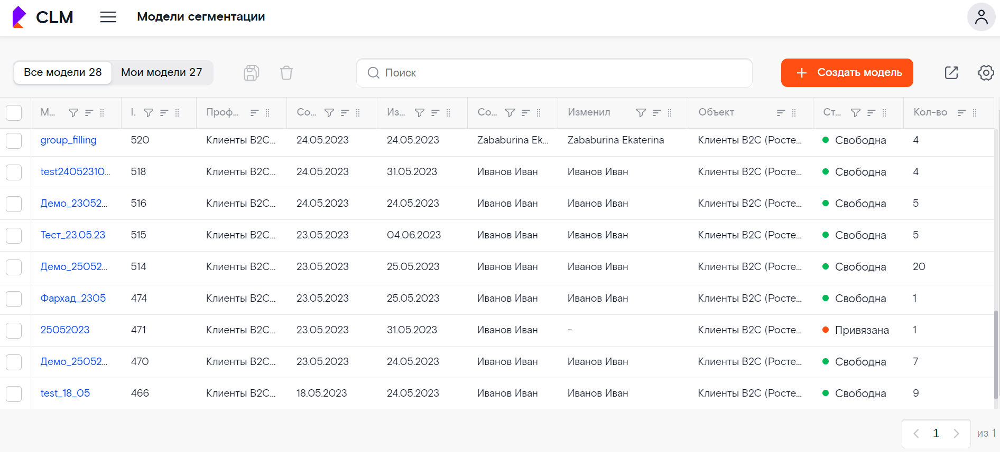 CLM Модели сегментации
Все модели 28 Мои модели 27 Поиск Создать модель
М... I. Проф... Со... Из... Со... Изменил Объект Ст... Кол-во
group_filling 520 Клиенты B2C... 24.05.2023 24.05.2023 Zababurina Ek... Zababurina Ekaterina Клиенты B2C (Росте... Свободна 4
test24052310... 518 Клиенты B2C... 24.05.2023 31.05.2023 Иванов Иван Иванов Иван Клиенты B2C (Росте... Свободна 4
Демо_23052... 516 Клиенты B2C... 24.05.2023 24.05.2023 Иванов Иван Иванов Иван Клиенты B2C (Росте... Свободна 5
Тест_23.05.23 515 Клиенты B2C... 23.05.2023 04.06.2023 Иванов Иван Иванов Иван Клиенты B2C (Росте... Свободна 5
Демо_25052... 514 Клиенты B2C... 23.05.2023 25.05.2023 Иванов Иван Иванов Иван Клиенты B2C (Росте... Свободна 20
Фархад_2305 474 Клиенты B2C... 23.05.2023 25.05.2023 Иванов Иван Иванов Иван Клиенты B2C (Росте... Свободна 1
25052023 471 Клиенты B2C... 23.05.2023 31.05.2023 Иванов Иван - Клиенты B2C (Росте... Привязана 1
Демо_25052... 470 Клиенты B2C... 23.05.2023 24.05.2023 Иванов Иван Иванов Иван Клиенты B2C (Росте... Свободна 7
test_18_05 466 Клиенты B2C... 18.05.2023 24.05.2023 Иванов Иван Иванов Иван Клиенты B2C (Росте... Свободна 9
1 из 1